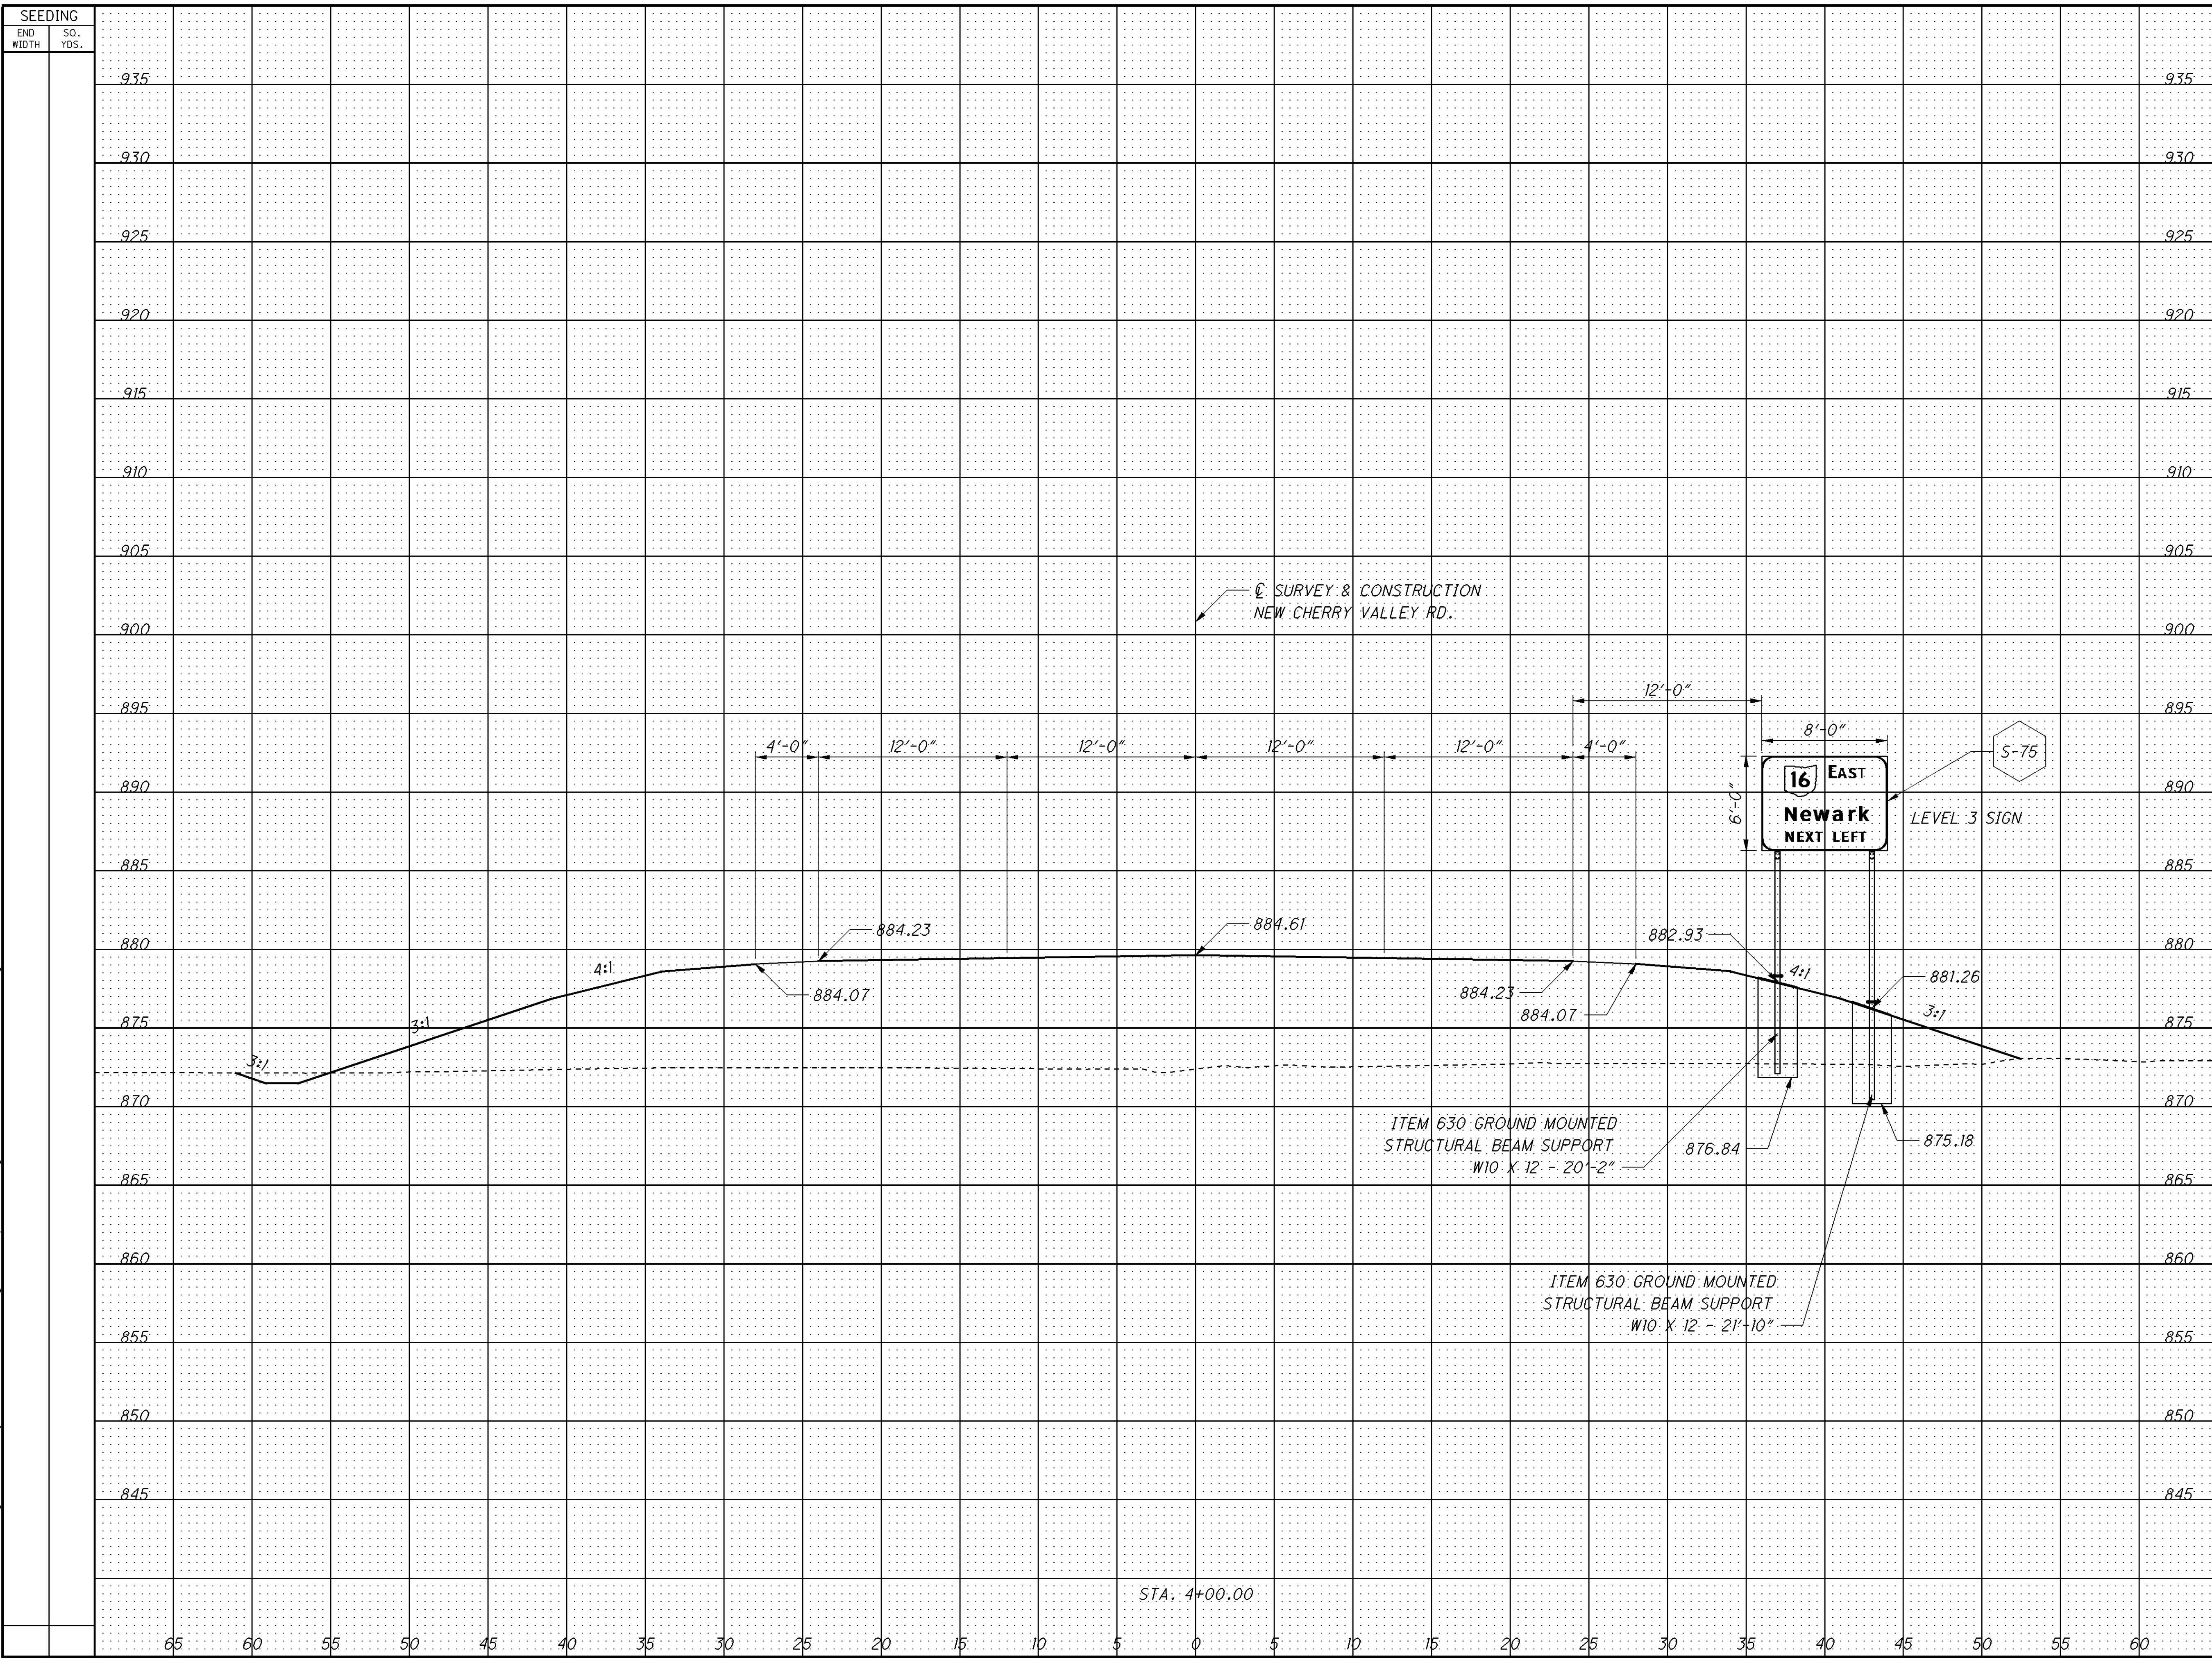 SEEDING
END WIDTH
SQ. YDS.
935 935
930 930
925 925
920 920
915 915
910 910
905 905
℄ SURVEY & CONSTRUCTION
NEW CHERRY VALLEY RD.
900 900
12'-0"
895 895
8'-0"
4'-0" 12'-0" 12'-0" 12'-0" 12'-0" 4'-0"
S-75
16 EAST
890 890
6'-0"
Newark
LEVEL 3 SIGN
NEXT LEFT
885 885
884.23
884.61
882.93
880 880
4:1
4:1
881.26
884.07
884.23
884.07
3:1
875 875
3:1
3:1
870 870
ITEM 630 GROUND MOUNTED
STRUCTURAL BEAM SUPPORT
W10 X 12 - 20'-2"
876.84
875.18
865 865
860 860
ITEM 630 GROUND MOUNTED
STRUCTURAL BEAM SUPPORT
W10 X 12 - 21'-10"
855 855
850 850
845 845
STA. 4+00.00
65 60 55 50 45 40 35 30 25 20 15 10 5 0 5 10 15 20 25 30 35 40 45 50 55 60